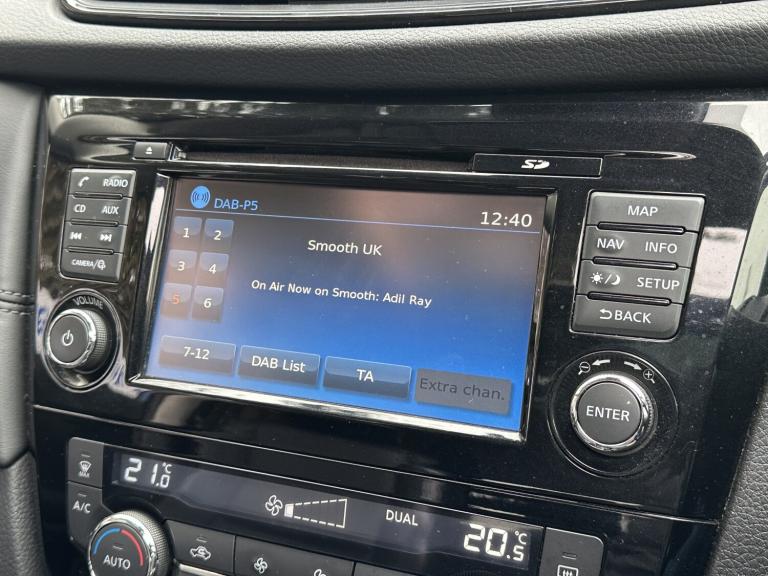 SD
RADIO
CD AUX
CAMERA/
VOLUME
DAB-P5
12:40
1 2
3 4
5 6
Smooth UK
On Air Now on Smooth: Adil Ray
7-12
DAB List
TA
Extra chan.
MAP
NAV INFO
SETUP
BACK
ENTER
MAX
A/C
21.0 °C
DUAL
20.5 °C
AUTO